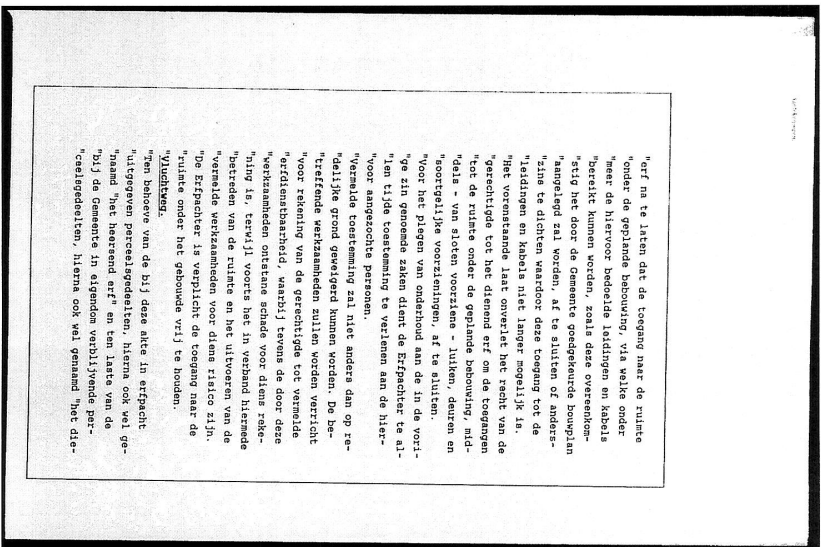 "erf na te laten dat de toegang naar de ruimte
"onder de geplande bebouwing, via welke onder
"meer de hiervoor bedoelde leidingen en kabels
"bereikt kunnen worden, zoals deze overeenkom-
"stig het door de Gemeente goedgekeurde bouwplan
"aangelegd zal worden, af te sluiten of anders-
"zins te dichten waardoor deze toegang tot de
"leidingen en kabels niet langer mogelijk is.
"Het vorenstaande laat onverlet het recht van de
"gerechtigde tot het dienend erf om de toegangen
"tot de ruimte onder de geplande bebouwing, mid-
"dels - van sloten voorziene - luiken, deuren en
"soortgelijke voorzieningen, af te sluiten.
"Voor het plegen van onderhoud aan de in de vori-
"ge zin genoemde zaken dient de Erfpachter te al-
"len tijde toestemming te verlenen aan de hier-
"voor aangezochte personen.
"Vermelde toestemming zal niet anders dan op re-
"delijke grond geweigerd kunnen worden. De be-
"treffende werkzaamheden zullen worden verricht
"voor rekening van de gerechtigde tot vermelde
"erfdienstbaarheid, waarbij tevens de door deze
"werkzaamheden ontstane schade voor diens reke-
"ning is, terwijl voorts het in verband hiermede
"betreden van de ruimte en het uitvoeren van de
"vermelde werkzaamheden voor diens risico zijn.
"De Erfpachter is verplicht de toegang naar de
"ruimte onder het gebouwde vrij te houden.
"Vluchtweg.
"Ten behoeve van de bij deze akte in erfpacht
"uitgegeven perceelsgedeelten, hierna ook wel ge-
"naamd "het heersend erf" en ten laste van de
"bij de Gemeente in eigendom verblijvende per-
"ceelsgedeelten, hierna ook wel genaamd "het die-